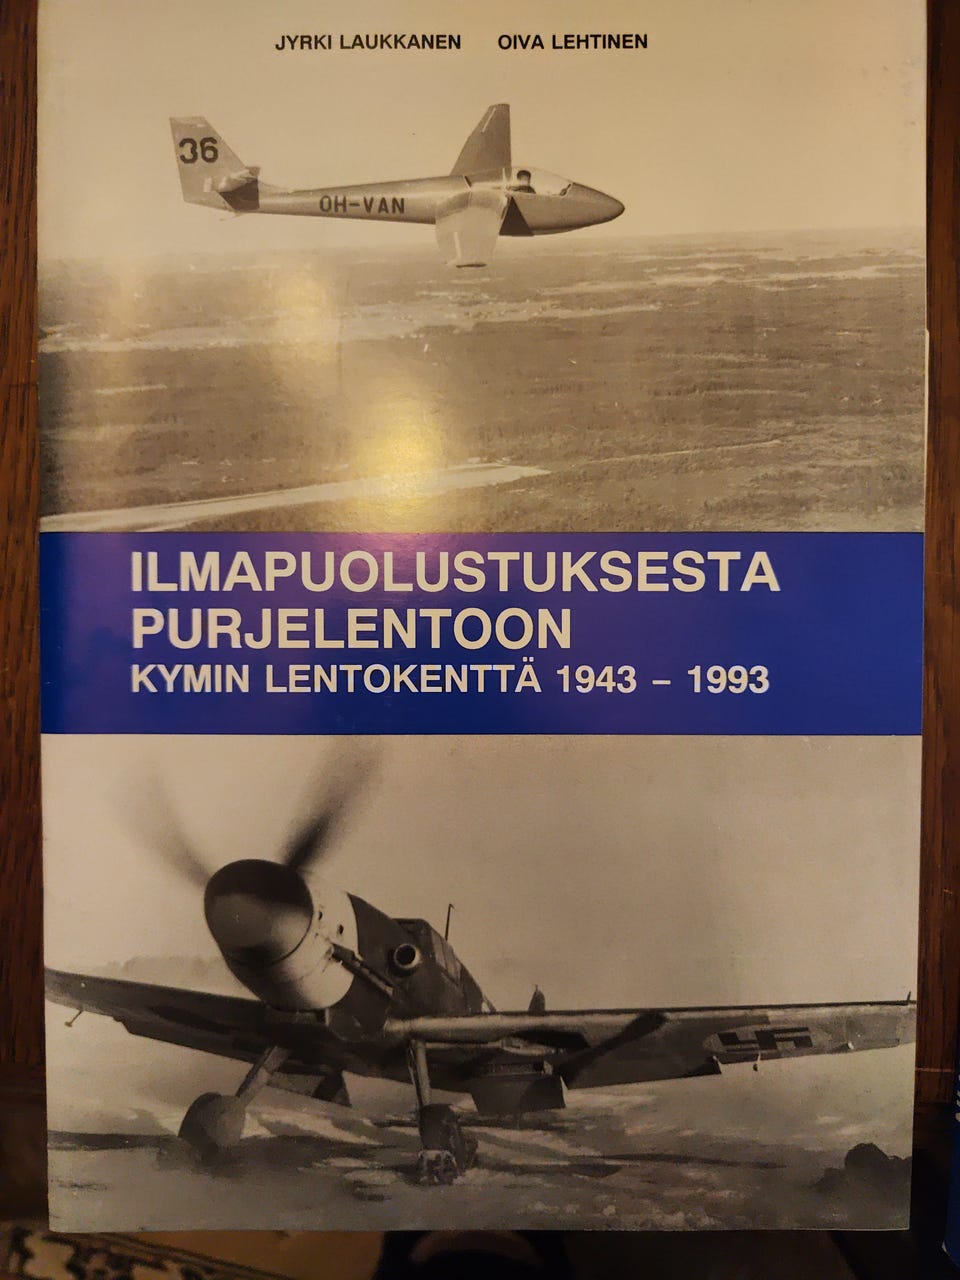 JYRKI LAUKKANEN OIVA LEHTINEN
36
OH-VAN
ILMAPUOLUSTUKSESTA
PURJELENTOON
KYMIN LENTOKENTTÄ 1943 – 1993